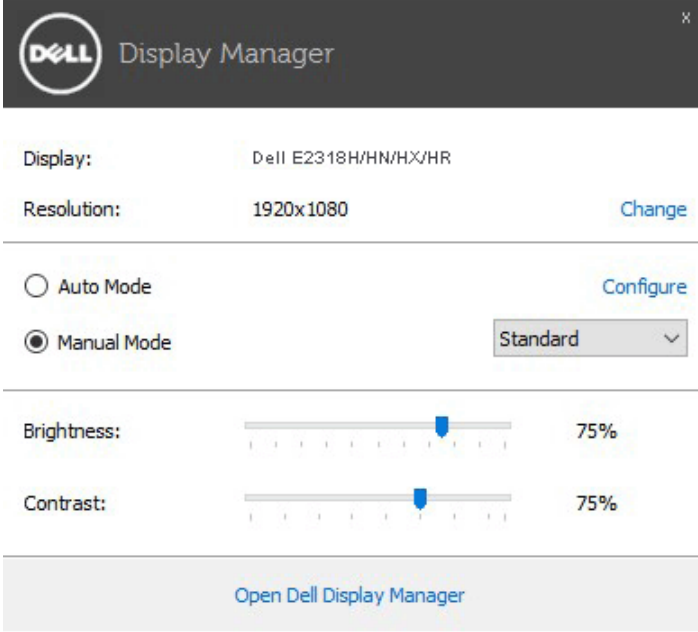 DELL Display Manager X
Display: Dell E2318H/HN/HX/HR
Resolution: 1920x1080 Change
Auto Mode Configure
Manual Mode Standard
Brightness: 75%
Contrast: 75%
Open Dell Display Manager